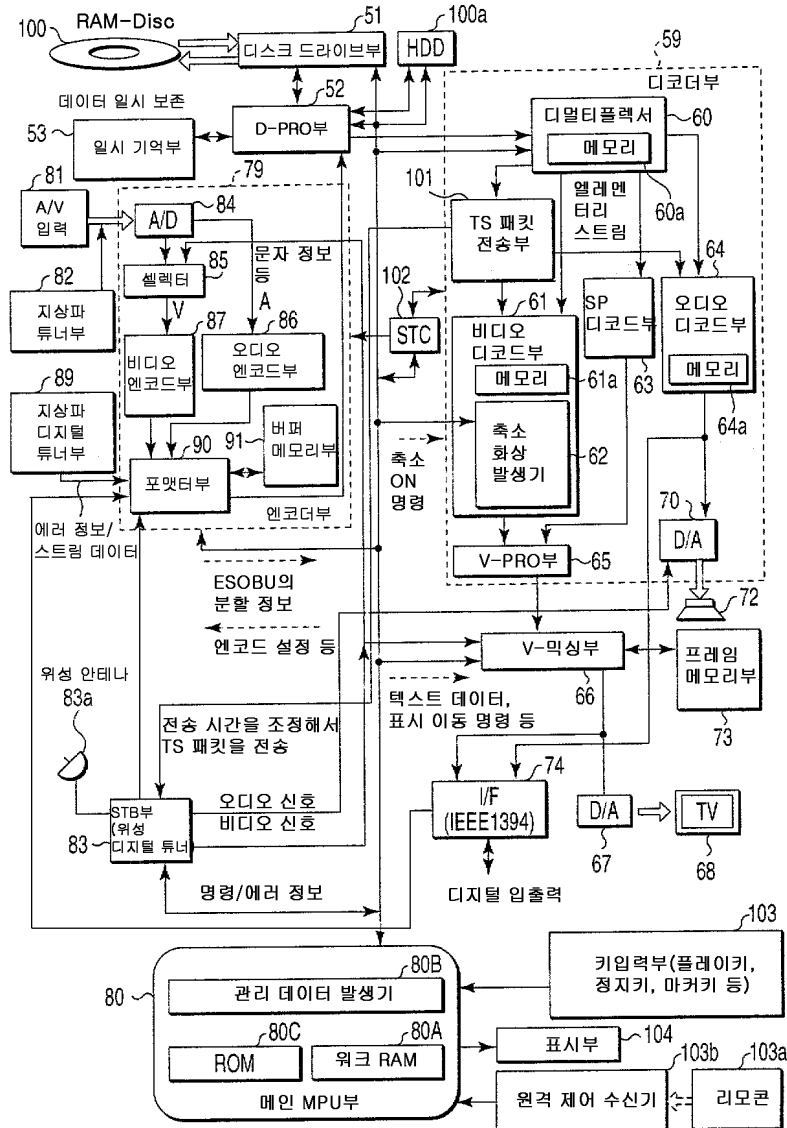 100
RAM-Disc
51
디스크 드라이브부
100a
HDD
59
디코더부
데이터 일시 보존
52
53
일시 기억부
D-PRO부
디멀티플렉서
60
메모리
60a
81
A/V
입력
79
84
A/D
101
TS 패킷
전송부
엘레멘
터리
스트림
문자 정보
등
85
셀렉터
V
A
82
지상파
튜너부
102
STC
64
오디오
디코드부
메모리
64a
SP
디코드부
63
61
비디오
디코드부
메모리
61a
87
비디오
엔코드부
86
오디오
엔코드부
89
지상파
디지털
튜너부
91
버퍼
메모리부
90
포맷터부
엔코더부
축소
화상
발생기
62
축소
ON
명령
에러 정보/
스트림 데이터
70
D/A
72
V-PRO부
65
ESOBU의
분할 정보
엔코드 설정 등
V-믹싱부
66
프레임
메모리부
73
위성 안테나
83a
텍스트 데이터,
표시 이동 명령 등
전송 시간을 조정해서
TS 패킷을 전송
74
I/F
(IEEE1394)
D/A
67
TV
68
STB부
(위성
디지털 튜너
83
오디오 신호
비디오 신호
디지털 입출력
명령/에러 정보
80
80B
관리 데이터 발생기
80C
ROM
80A
워크 RAM
메인 MPU부
103
키입력부(플레이키,
정지키, 마커키 등)
표시부
104
103b
원격 제어 수신기
103a
리모콘